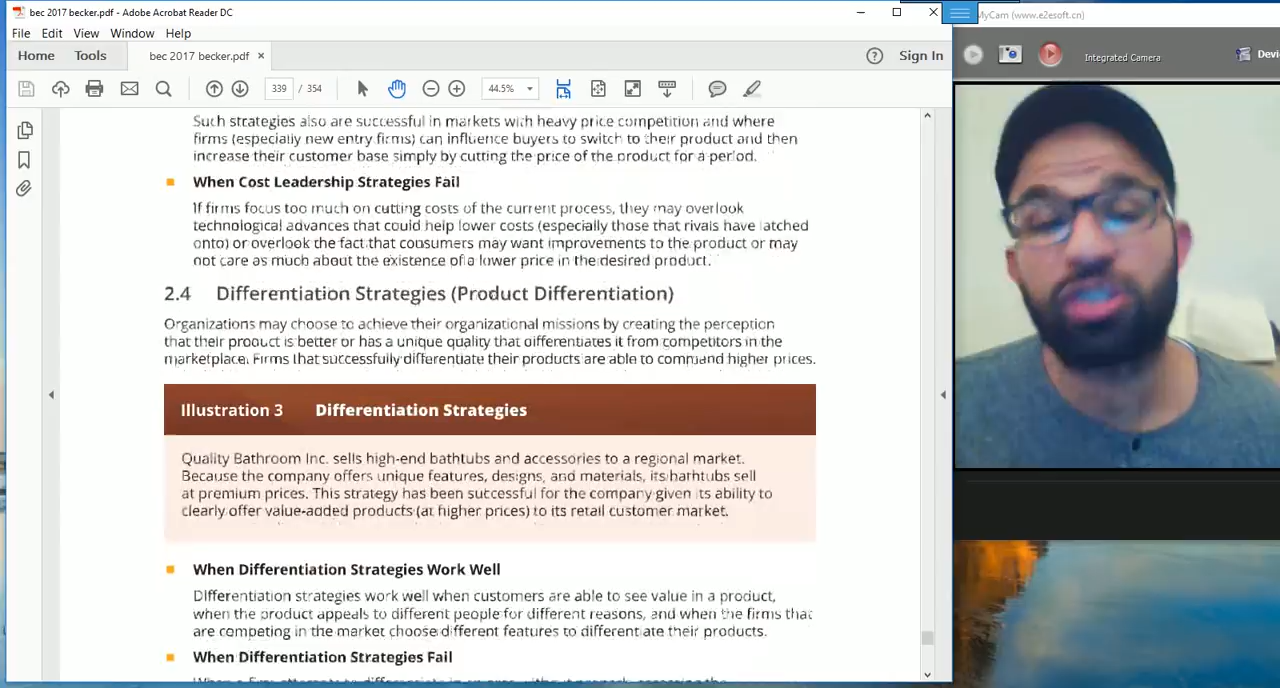 bec 2017 becker.pdf - Adobe Acrobat Reader DC
MyCam (www.e2esoft.cn)
File Edit View Window Help
Home Tools bec 2017 becker.pdf × Sign In
Integrated Camera Devi
339 / 354 44.5%
Such strategies also are successful in markets with heavy price competition and where
firms (especially new entry firms) can influence buyers to switch to their product and then
increase their customer base simply by cutting the price of the product for a period.
When Cost Leadership Strategies Fail
If firms focus too much on cutting costs of the current process, they may overlook
technological advances that could help lower costs (especially those that rivals have latched
onto) or overlook the fact that consumers may want improvements to the product or may
not care as much about the existence of a lower price in the desired product.
2.4 Differentiation Strategies (Product Differentiation)
Organizations may choose to achieve their organizational missions by creating the perception
that their product is better or has a unique quality that differentiates it from competitors in the
marketplace. Firms that successfully differentiate their products are able to command higher prices.
Illustration 3 Differentiation Strategies
Quality Bathroom Inc. sells high-end bathtubs and accessories to a regional market.
Because the company offers unique features, designs, and materials, its bathtubs sell
at premium prices. This strategy has been successful for the company given its ability to
clearly offer value-added products (at higher prices) to its retail customer market.
When Differentiation Strategies Work Well
Differentiation strategies work well when customers are able to see value in a product,
when the product appeals to different people for different reasons, and when the firms that
are competing in the market choose different features to differentiate their products.
When Differentiation Strategies Fail